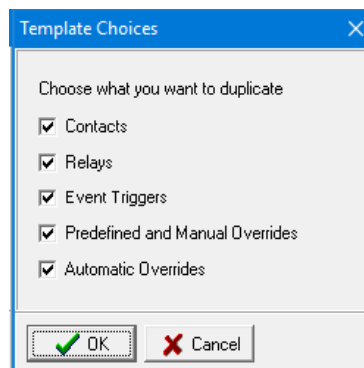 Template Choices
Choose what you want to duplicate
Contacts
Relays
Event Triggers
Predefined and Manual Overrides
Automatic Overrides
OK Cancel